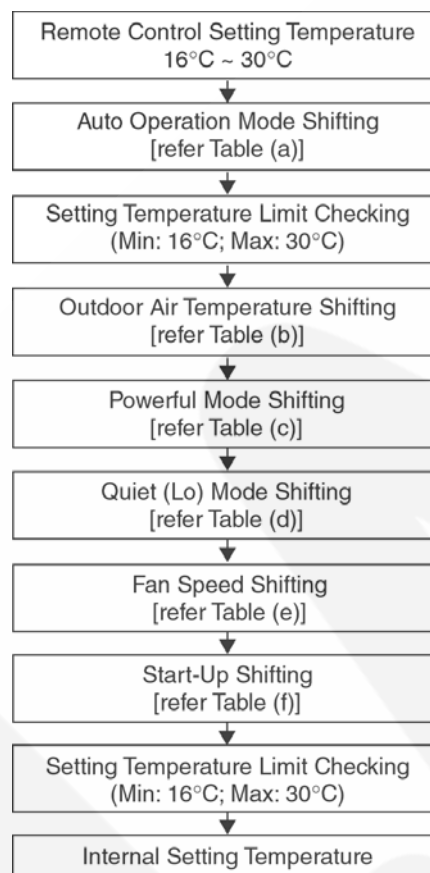 Remote Control Setting Temperature
16°C ~ 30°C
Auto Operation Mode Shifting
[refer Table (a)]
Setting Temperature Limit Checking
(Min: 16°C; Max: 30°C)
Outdoor Air Temperature Shifting
[refer Table (b)]
Powerful Mode Shifting
[refer Table (c)]
Quiet (Lo) Mode Shifting
[refer Table (d)]
Fan Speed Shifting
[refer Table (e)]
Start-Up Shifting
[refer Table (f)]
Setting Temperature Limit Checking
(Min: 16°C; Max: 30°C)
Internal Setting Temperature